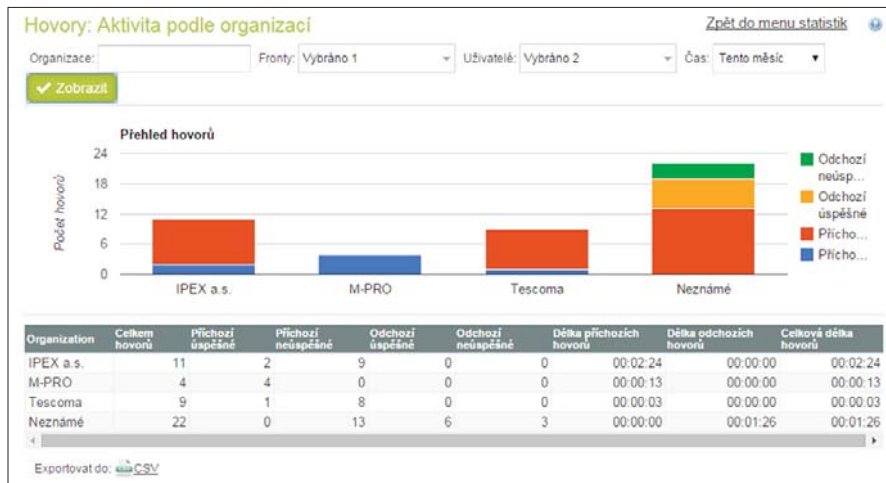 Hovory: Aktivita podle organizací
Zpět do menu statistik
Organizace: Fronty: Vybráno 1 Uživatelé: Vybráno 2 Čas: Tento měsíc
Zobrazit
Přehled hovorů
Počet hovorů
24
18
12
6
0
IPEX a.s. M-PRO Tescoma Neznámé
Odchozí
neúsp...
Odchozí
úspěšné
Přícho...
Přícho...
Organization Celkem hovorů Příchozí úspěšné Příchozí neúspěšné Odchozí úspěšné Odchozí neúspěšné Délka příchozích hovorů Délka odchozích hovorů Celková délka hovorů
IPEX a.s. 11 2 9 0 0 00:02:24 00:00:00 00:02:24
M-PRO 4 4 0 0 0 00:00:13 00:00:00 00:00:13
Tescoma 9 1 8 0 0 00:00:03 00:00:00 00:00:03
Neznámé 22 0 13 6 3 00:00:00 00:01:26 00:01:26
Exportovat do: CSV